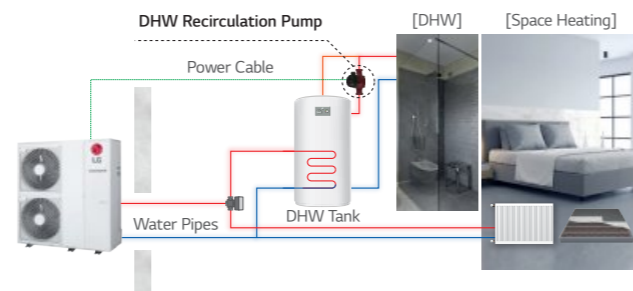 DHW Recirculation Pump
[DHW]
[Space Heating]
Power Cable
LG
Water Pipes
DHW Tank